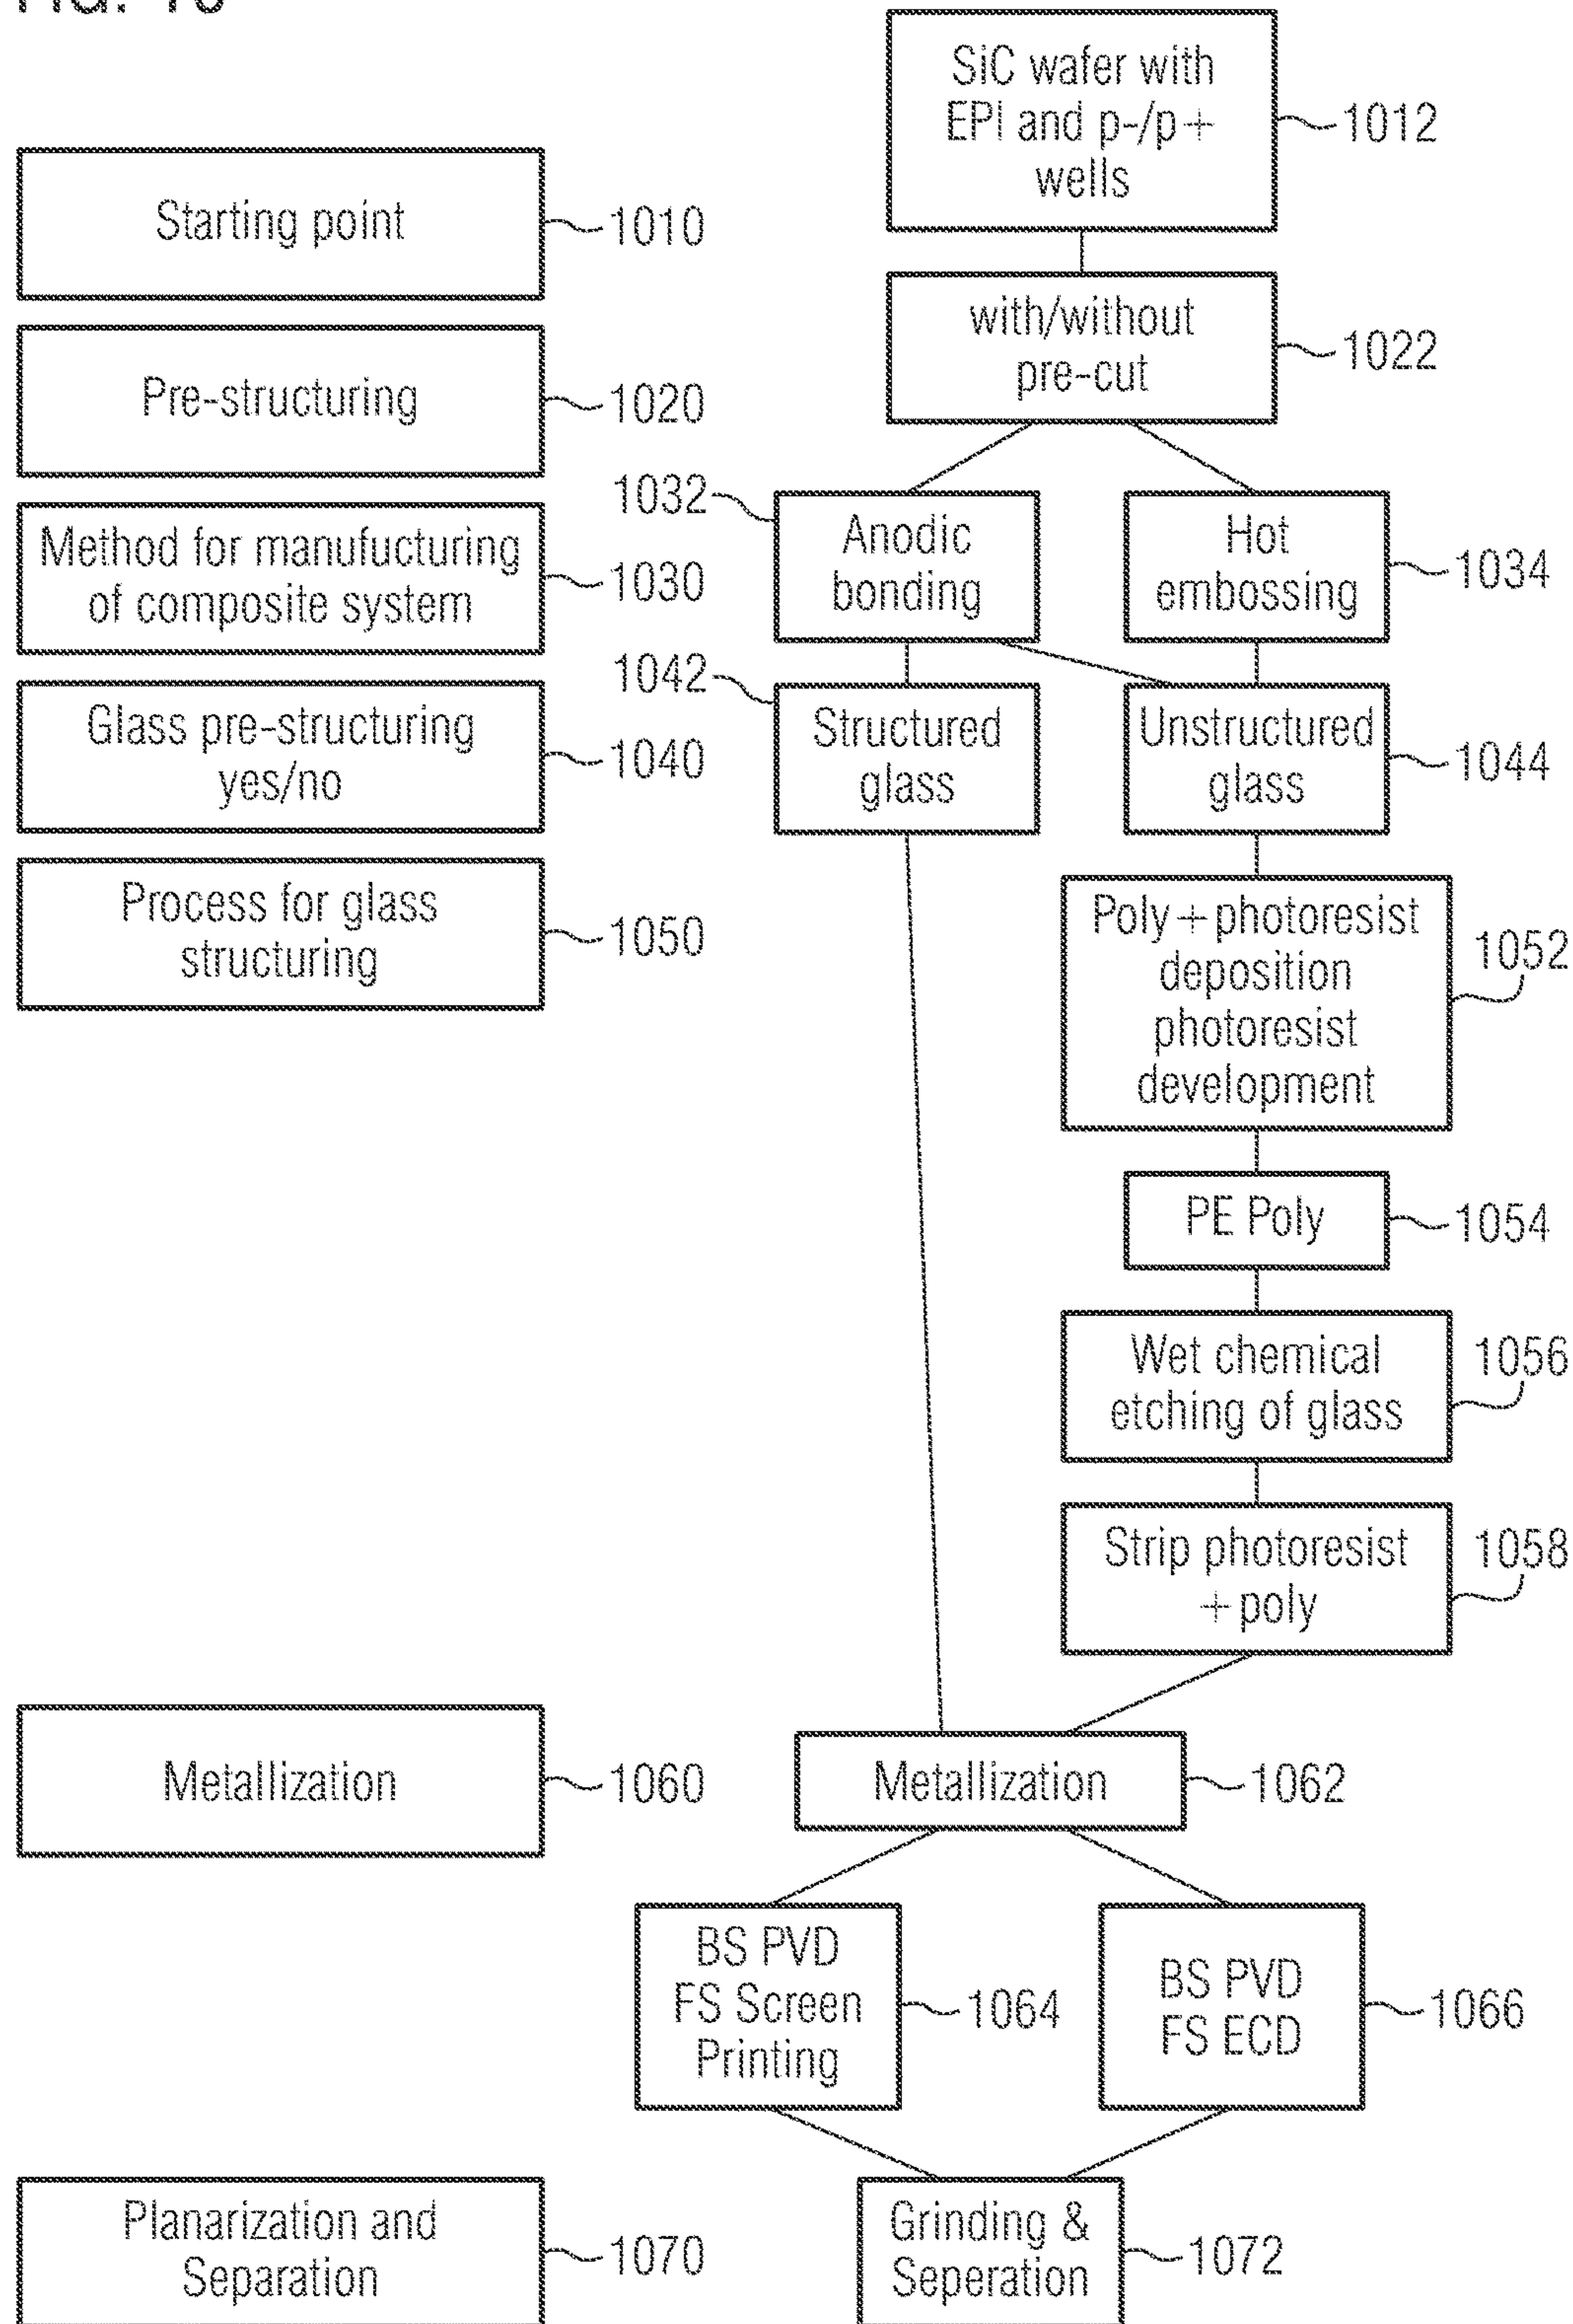 SiC wafer with
EPI and p-/p+
wells
1012
Starting point
1010
with/without
pre-cut
1022
Pre-structuring
1020
1032
Anodic
bonding
Hot
embossing
1034
Method for manufucturing
of composite system
1030
1042
Structured
glass
Unstructured
glass
1044
Glass pre-structuring
yes/no
1040
Process for glass
structuring
1050
Poly+photoresist
deposition
photoresist
development
1052
PE Poly
1054
Wet chemical
etching of glass
1056
Strip photoresist
+poly
1058
Metallization
1060
Metallization
1062
BS PVD
FS Screen
Printing
1064
BS PVD
FS ECD
1066
Planarization and
Separation
1070
Grinding &
Seperation
1072